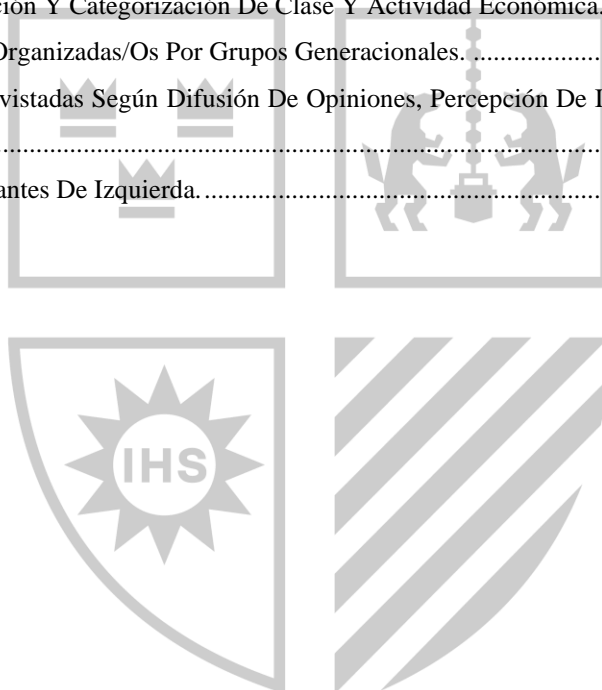 ción Y Categorización De Clase Y Actividad Económica.
Organizadas/Os Por Grupos Generacionales. ......................
vistadas Según Difusión De Opiniones, Percepción De I
................................................................................................
antes De Izquierda. ................................................................
IHS